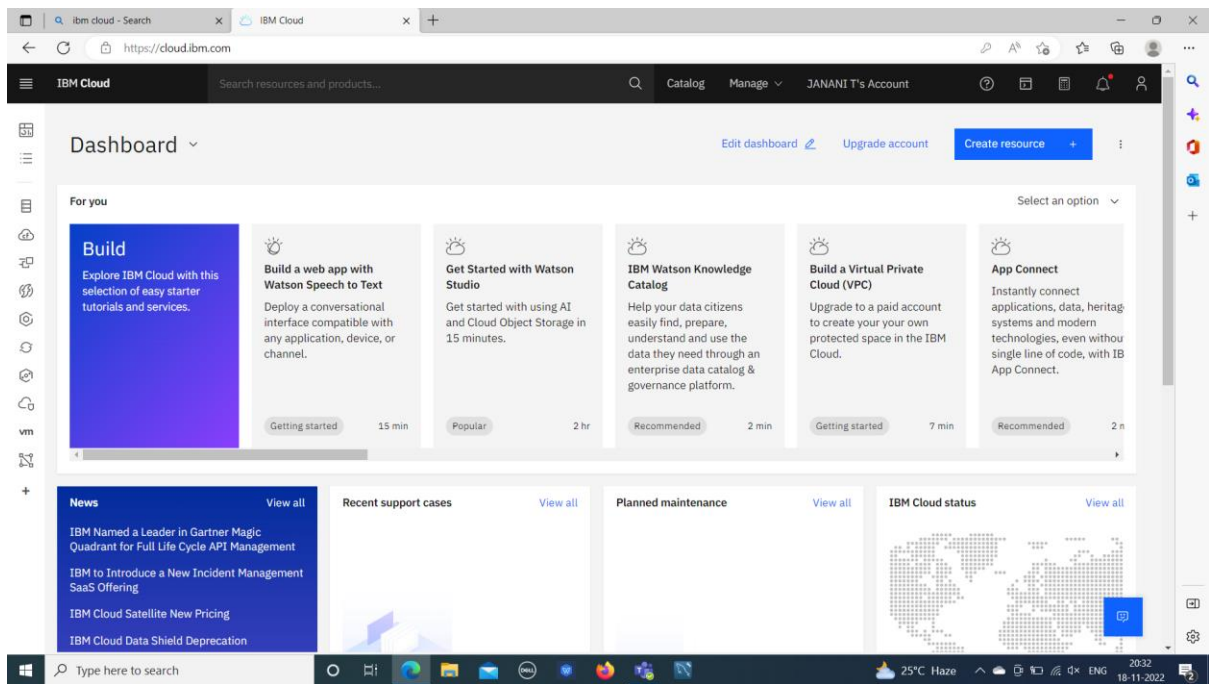 ibm cloud - Search
IBM Cloud
https://cloud.ibm.com
IBM Cloud
Search resources and products...
Catalog
Manage
JANANI T's Account
Dashboard
Edit dashboard
Upgrade account
Create resource +
For you
Select an option
Build
Explore IBM Cloud with this
selection of easy starter
tutorials and services.
Build a web app with
Watson Speech to Text
Deploy a conversational
interface compatible with
any application, device, or
channel.
Getting started
15 min
Get Started with Watson
Studio
Get started with using AI
and Cloud Object Storage in
15 minutes.
Popular
2 hr
IBM Watson Knowledge
Catalog
Help your data citizens
easily find, prepare,
understand and use the
data they need through an
enterprise data catalog &
governance platform.
Recommended
2 min
Build a Virtual Private
Cloud (VPC)
Upgrade to a paid account
to create your your own
protected space in the IBM
Cloud.
Getting started
7 min
App Connect
Instantly connect
applications, data, heritag
systems and modern
technologies, even withou
single line of code, with IB
App Connect.
Recommended
2 n
vm
News
View all
IBM Named a Leader in Gartner Magic
Quadrant for Full Life Cycle API Management
IBM to Introduce a New Incident Management
SaaS Offering
IBM Cloud Satellite New Pricing
IBM Cloud Data Shield Deprecation
Recent support cases
View all
Planned maintenance
View all
IBM Cloud status
View all
Type here to search
DELL
25°C Haze
ENG
20:32
18-11-2022
2